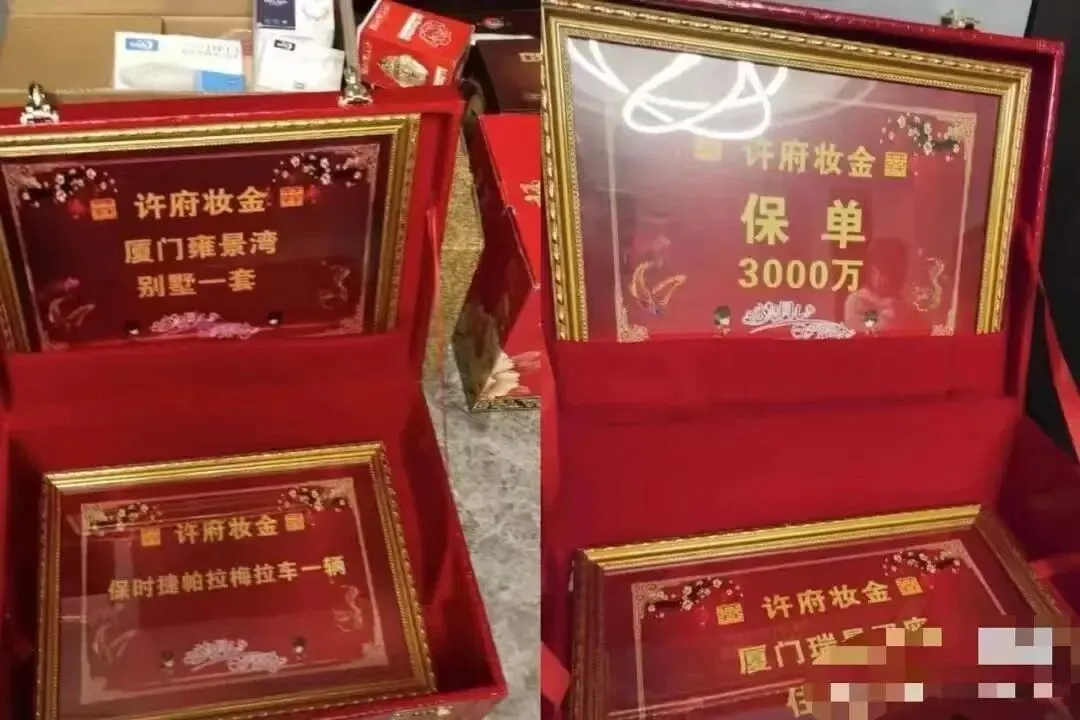 许府妆金
厦门雍景湾
别墅一套
许府妆金
保时捷帕拉梅拉车一辆
许府妆金
保单
3000万
许府妆金
厦门瑞景